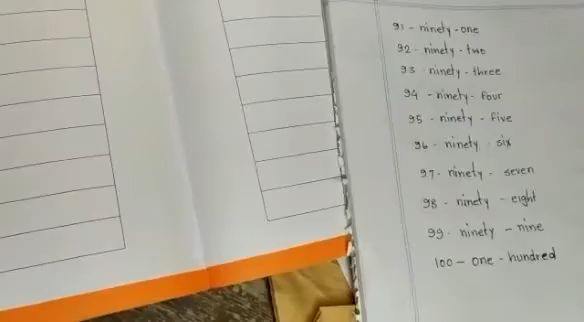 91 - ninety - one
92 - ninety - two
93 - ninety - three
94 - ninety - four
95 - ninety - five
96 - ninety - six
97 - ninety - seven
98 - ninety - eight
99 - ninety - nine
100 - one - hundred